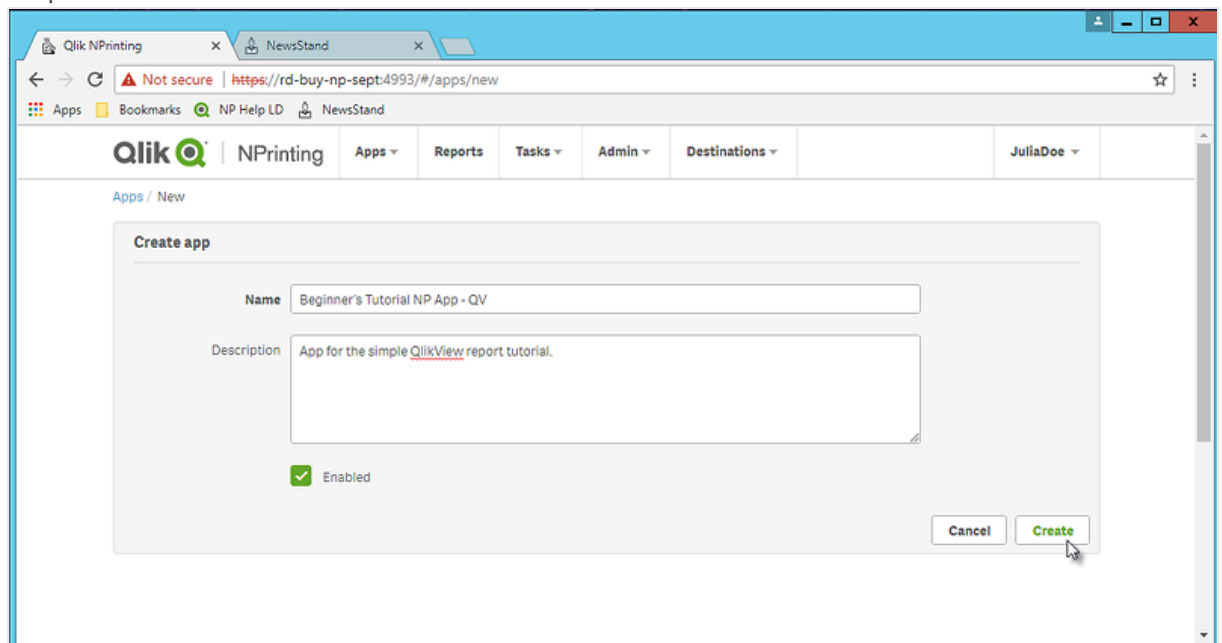 Qlik NPrinting
NewsStand
Not secure | https://rd-buy-np-sept:4993/#/apps/new
Apps Bookmarks NP Help LD NewsStand
Qlik NPrinting Apps Reports Tasks Admin Destinations JuliaDoe
Apps / New
Create app
Name Beginner's Tutorial NP App - QV
Description App for the simple QlikView report tutorial.
Enabled
Cancel Create